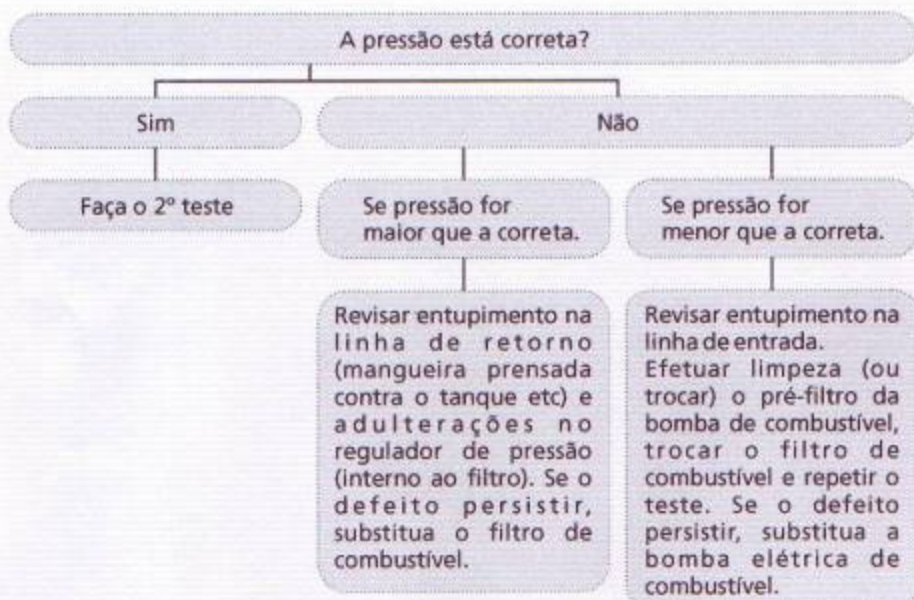 A pressão está correta?
Sim
Não
Faça o 2º teste
Se pressão for
maior que a correta.
Se pressão for
menor que a correta.
Revisar entupimento na
linha de retorno
(mangueira prensada
contra o tanque etc) e
adulterações no
regulador de pressão
(interno ao filtro). Se o
defeito persistir,
substitua o filtro de
combustível.
Revisar entupimento na
linha de entrada.
Efetuar limpeza (ou
trocar) o pré-filtro da
bomba de combustível,
trocar o filtro de
combustível e repetir o
teste. Se o defeito
persistir, substitua a
bomba elétrica de
combustível.